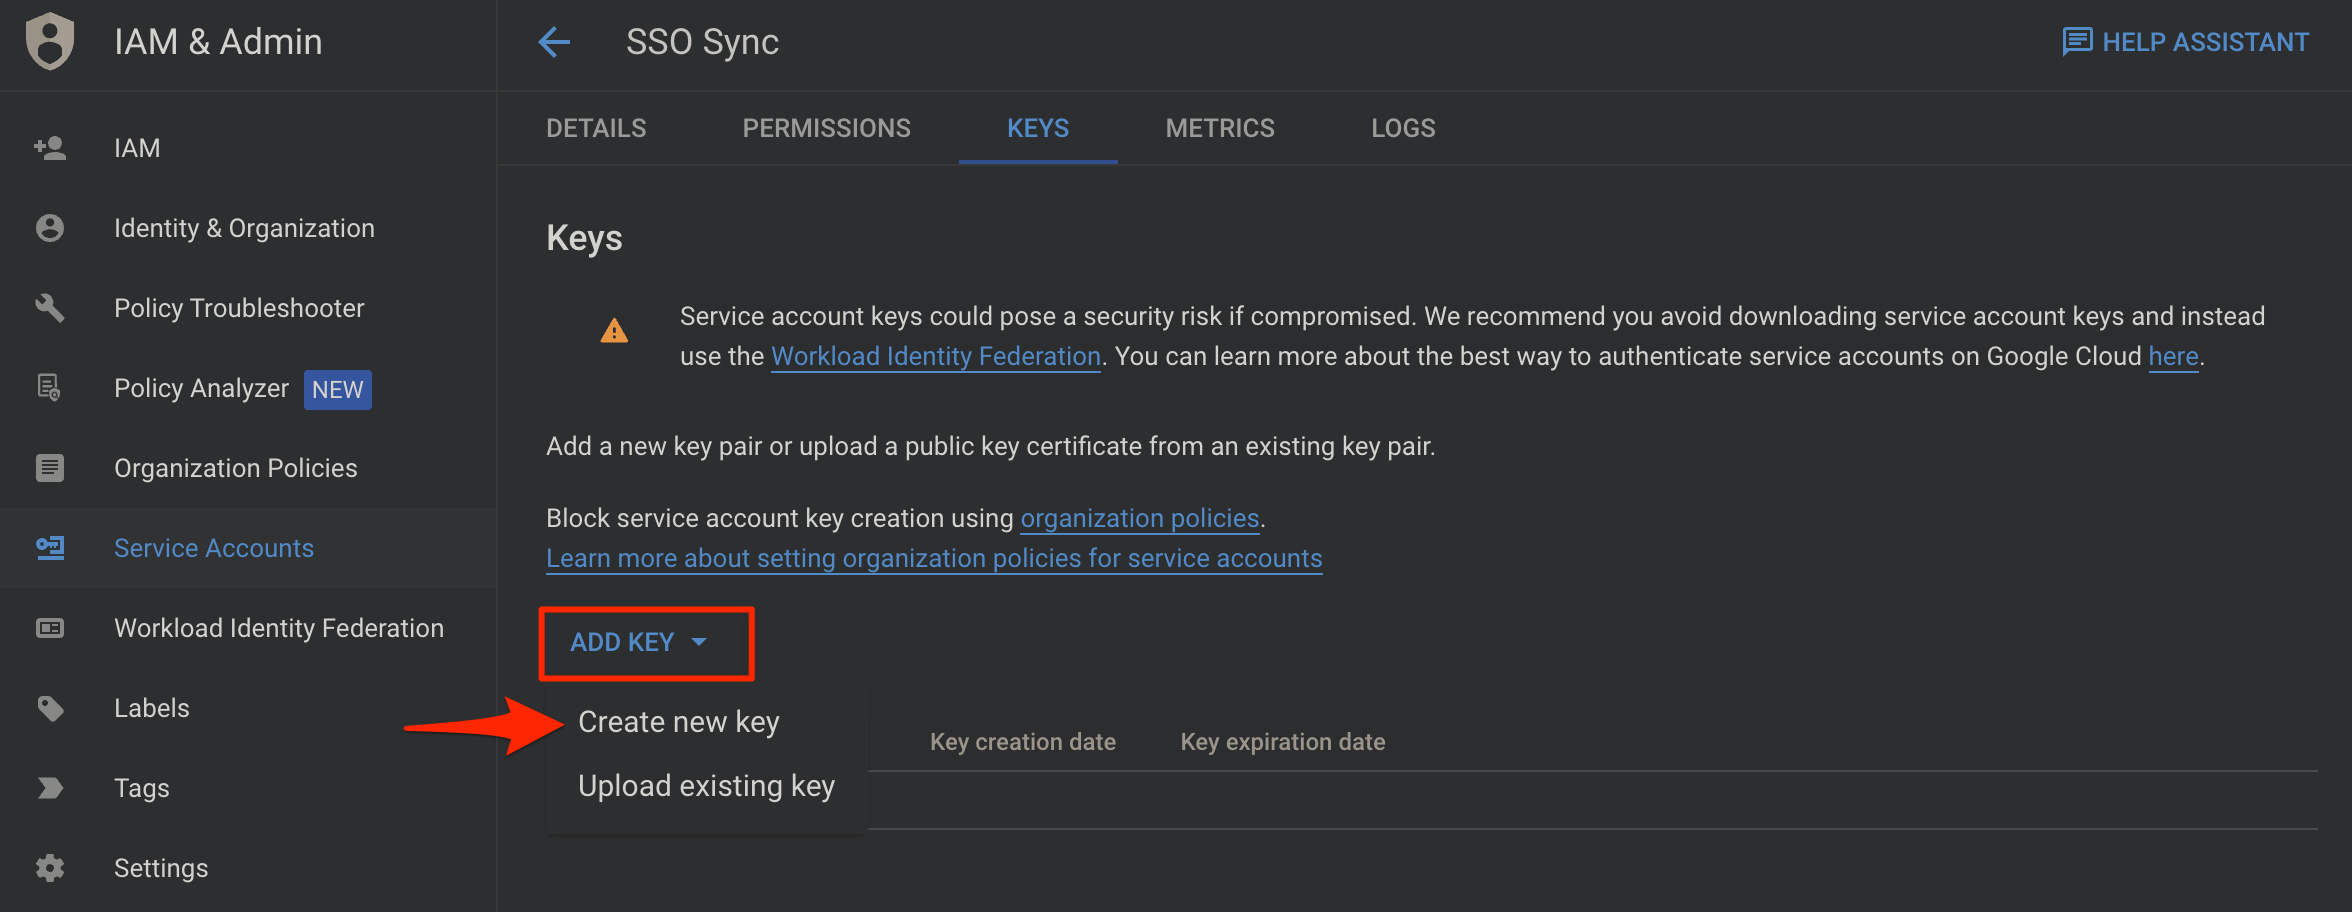 IAM & Admin
SSO Sync
HELP ASSISTANT
IAM
Identity & Organization
Policy Troubleshooter
Policy Analyzer NEW
Organization Policies
Service Accounts
Workload Identity Federation
Labels
Tags
Settings
DETAILS PERMISSIONS KEYS METRICS LOGS
Keys
Service account keys could pose a security risk if compromised. We recommend you avoid downloading service account keys and instead
use the Workload Identity Federation. You can learn more about the best way to authenticate service accounts on Google Cloud here.
Add a new key pair or upload a public key certificate from an existing key pair.
Block service account key creation using organization policies.
Learn more about setting organization policies for service accounts
ADD KEY
Create new key
Upload existing key
Key creation date Key expiration date